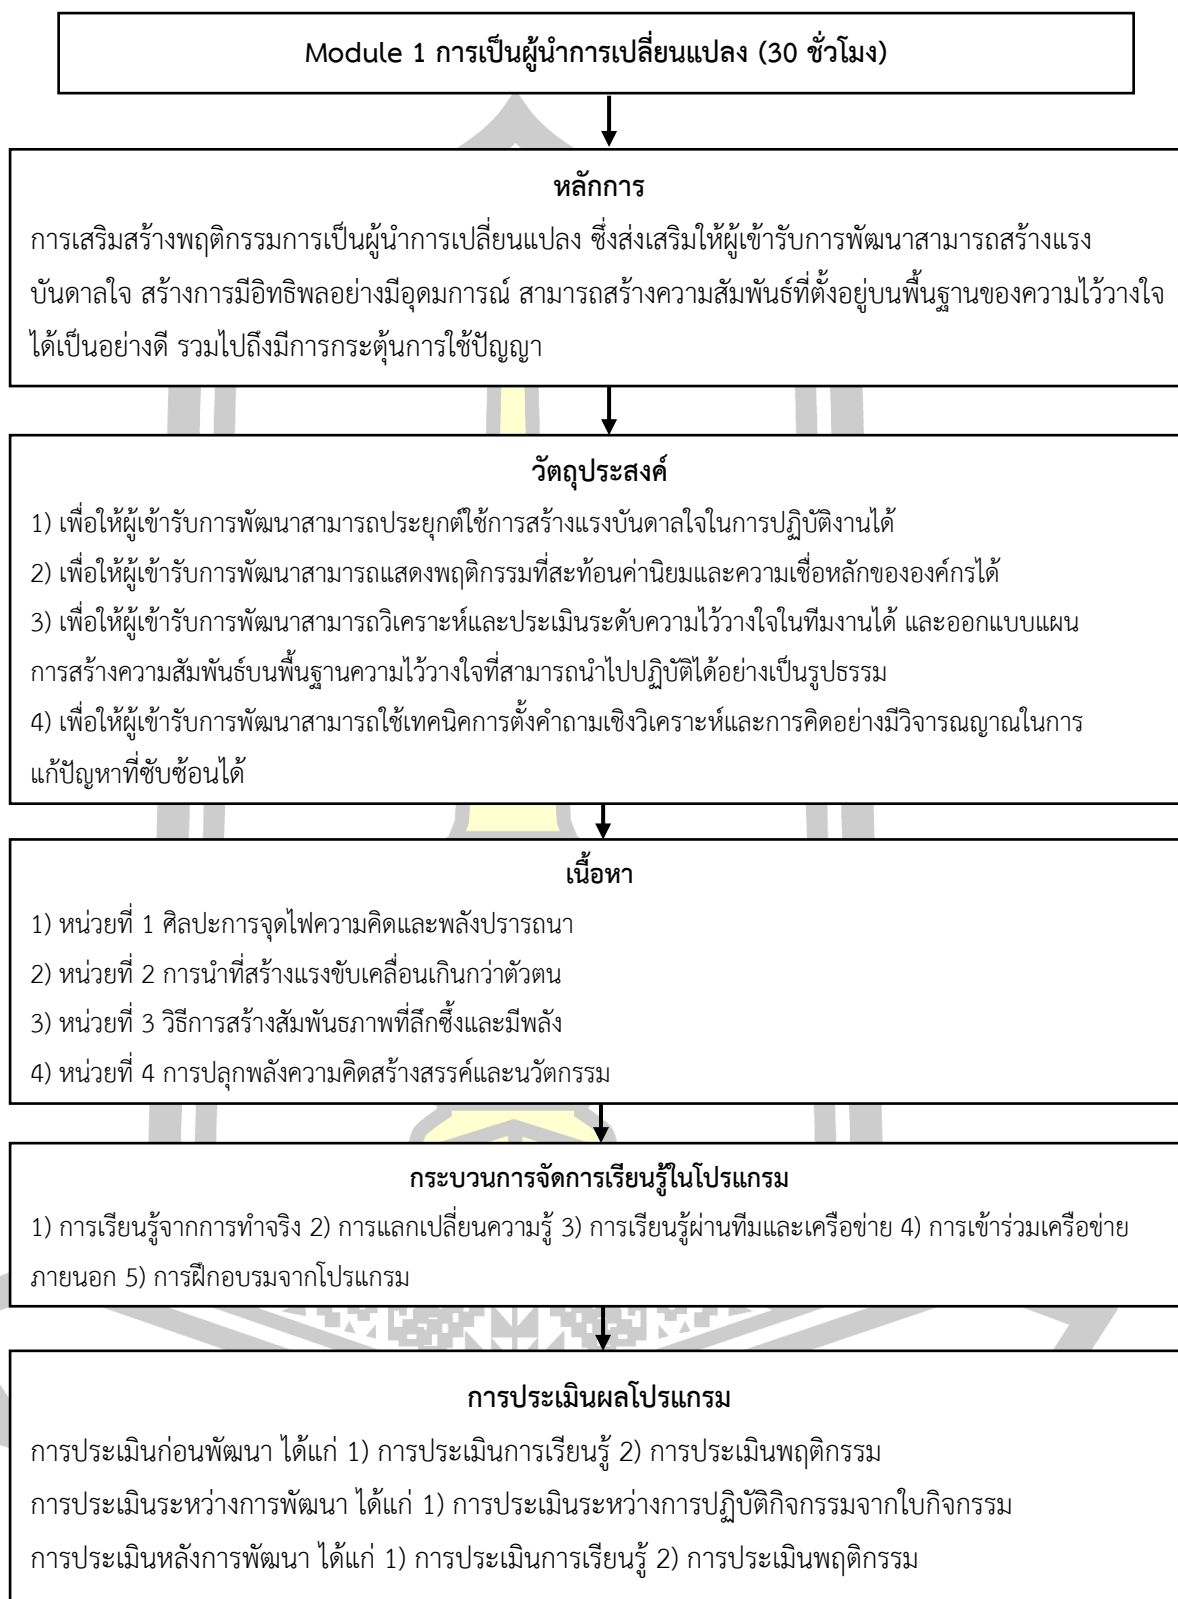 Module 1 การเป็นผู้นำการเปลี่ยนแปลง (30 ชั่วโมง)
หลักการ
การเสริมสร้างพฤติกรรมการเป็นผู้นำการเปลี่ยนแปลง ซึ่งส่งเสริมให้ผู้เข้ารับการพัฒนาสามารถสร้างแรง
บันดาลใจ สร้างการมีอิทธิพลอย่างมีอุดมการณ์ สามารถสร้างความสัมพันธ์ที่ตั้งอยู่บนพื้นฐานของความไว้วางใจ
ได้เป็นอย่างดี รวมไปถึงมีการกระตุ้นการใช้ปัญญา
วัตถุประสงค์
1) เพื่อให้ผู้เข้ารับการพัฒนาสามารถประยุกต์ใช้การสร้างแรงบันดาลใจในการปฏิบัติงานได้
2) เพื่อให้ผู้เข้ารับการพัฒนาสามารถแสดงพฤติกรรมที่สะท้อนค่านิยมและความเชื่อหลักขององค์กรได้
3) เพื่อให้ผู้เข้ารับการพัฒนาสามารถวิเคราะห์และประเมินระดับความไว้วางใจในทีมงานได้ และออกแบบแผน
การสร้างความสัมพันธ์บนพื้นฐานความไว้วางใจที่สามารถนำไปปฏิบัติได้อย่างเป็นรูปธรรม
4) เพื่อให้ผู้เข้ารับการพัฒนาสามารถใช้เทคนิคการตั้งคำถามเชิงวิเคราะห์และการคิดอย่างมีวิจารณญาณในการ
แก้ปัญหาที่ซับซ้อนได้
เนื้อหา
1) หน่วยที่ 1 ศิลปะการจุดไฟความคิดและพลังปรารถนา
2) หน่วยที่ 2 การนำที่สร้างแรงขับเคลื่อนเกินกว่าตัวตน
3) หน่วยที่ 3 วิธีการสร้างสัมพันธภาพที่ลึกซึ้งและมีพลัง
4) หน่วยที่ 4 การปลุกพลังความคิดสร้างสรรค์และนวัตกรรม
กระบวนการจัดการเรียนรู้ในโปรแกรม
1) การเรียนรู้จากการทำจริง 2) การแลกเปลี่ยนความรู้ 3) การเรียนรู้ผ่านทีมและเครือข่าย 4) การเข้าร่วมเครือข่าย
ภายนอก 5) การฝึกอบรมจากโปรแกรม
การประเมินผลโปรแกรม
การประเมินก่อนพัฒนา ได้แก่ 1) การประเมินการเรียนรู้ 2) การประเมินพฤติกรรม
การประเมินระหว่างการพัฒนา ได้แก่ 1) การประเมินระหว่างการปฏิบัติกิจกรรมจากใบกิจกรรม
การประเมินหลังการพัฒนา ได้แก่ 1) การประเมินการเรียนรู้ 2) การประเมินพฤติกรรม